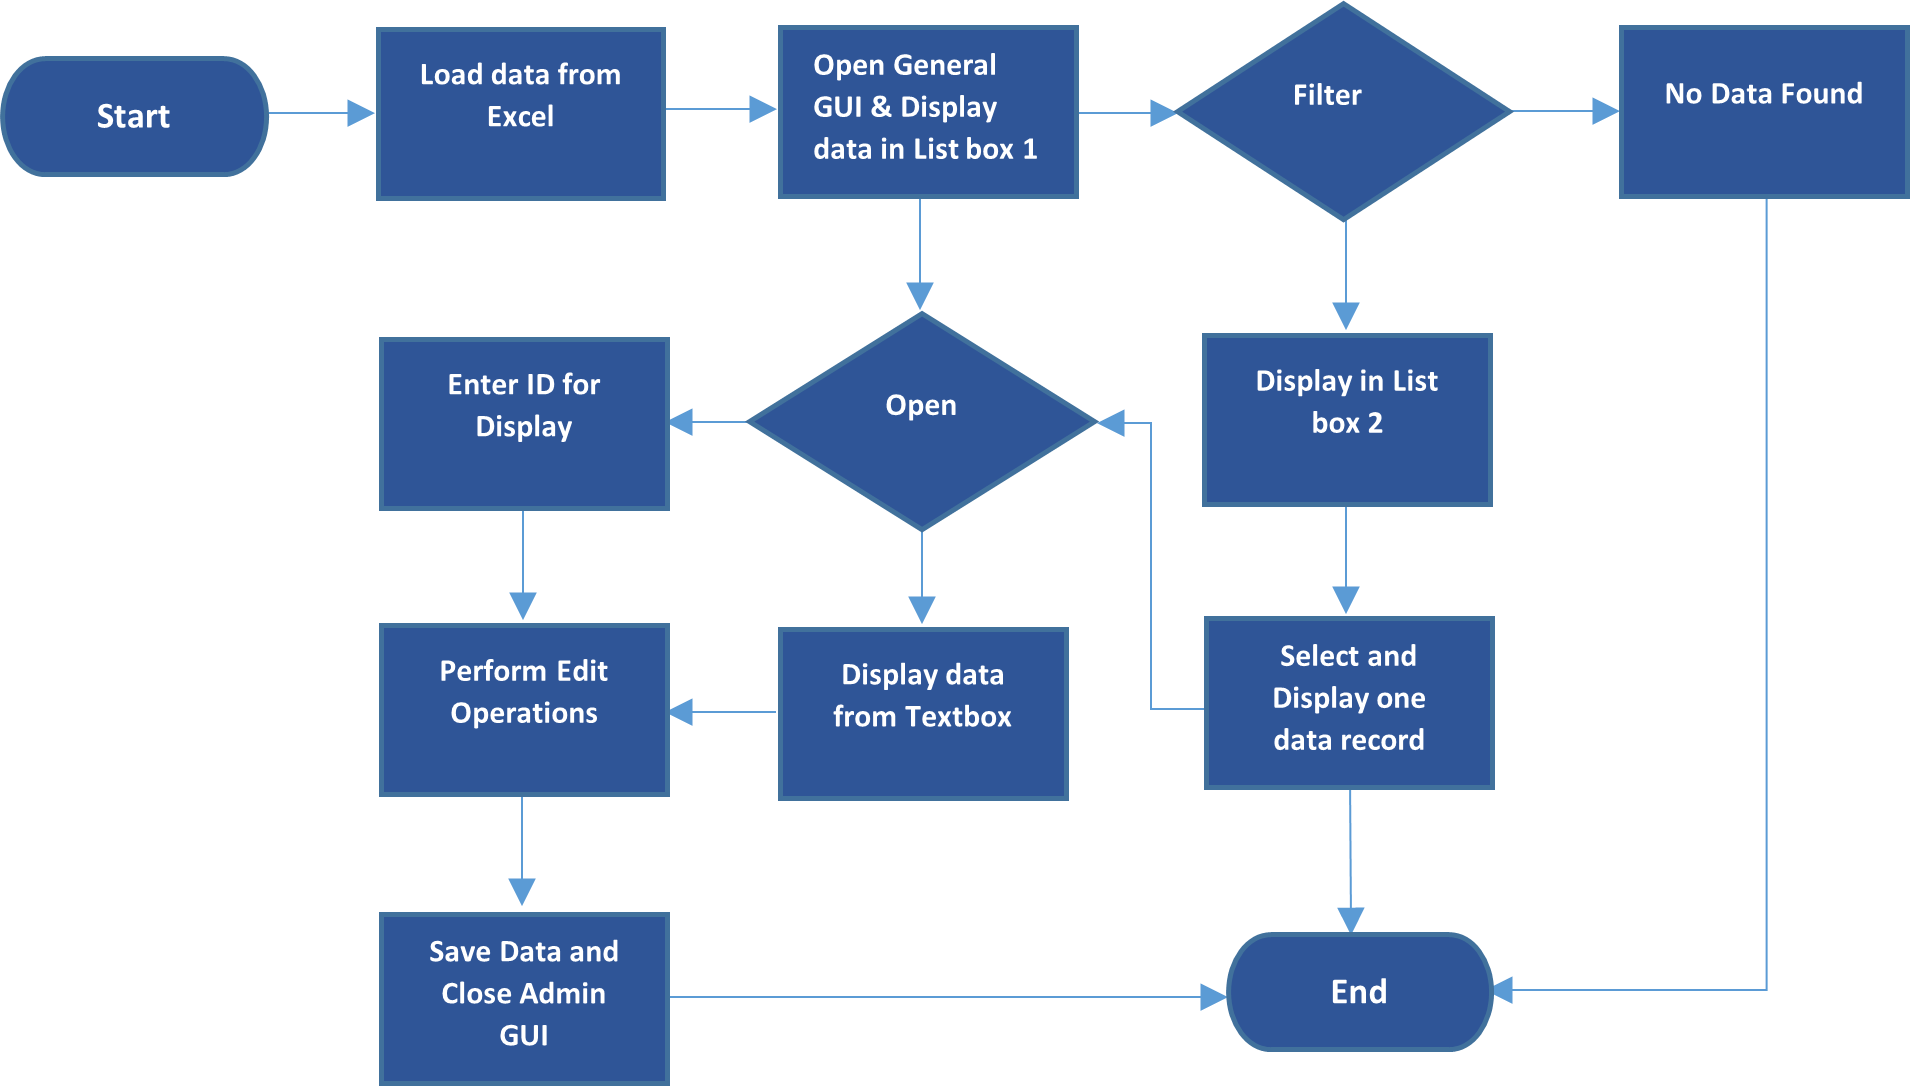 Start
Load data from
Excel
Open General
GUI & Display
data in List box 1
Filter
No Data Found
Enter ID for
Display
Open
Display in List
box 2
Perform Edit
Operations
Display data
from Textbox
Select and
Display one
data record
Save Data and
Close Admin
GUI
End